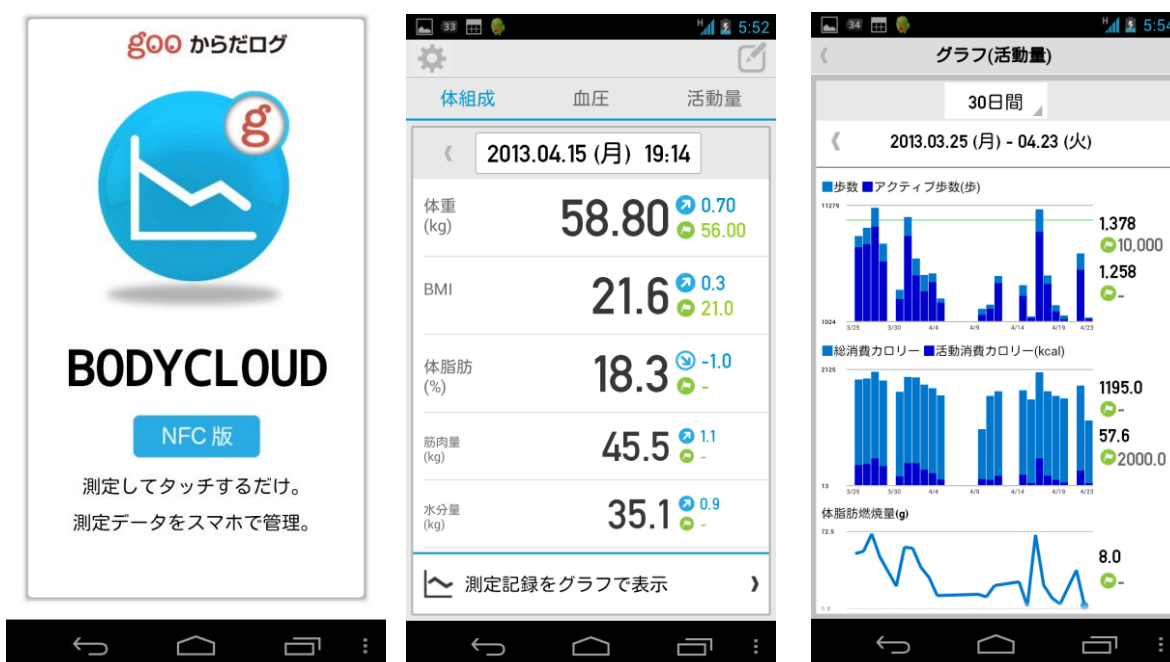 goo からだログ
g
BODYCLOUD
NFC 版
測定してタッチするだけ。
測定データをスマホで管理。
33
H
5:52
体組成
血圧
活動量
2013.04.15 (月) 19:14
体重
(kg)
58.80
0.70
56.00
BMI
21.6
0.3
21.0
体脂肪
(%)
18.3
-1.0
-
筋肉量
(kg)
45.5
1.1
-
水分量
(kg)
35.1
0.9
-
測定記録をグラフで表示
34
H
5:54
グラフ(活動量)
30日間
2013.03.25 (月) - 04.23 (火)
歩数 アクティブ歩数(歩)
11279
1,378
10,000
1,258
-
1024
3/25 3/30 4/4 4/9 4/14 4/19 4/23
総消費カロリー 活動消費カロリー(kcal)
2125
1195.0
-
57.6
2000.0
13
3/25 3/30 4/4 4/9 4/14 4/19 4/23
体脂肪燃焼量(g)
72.5
8.0
-